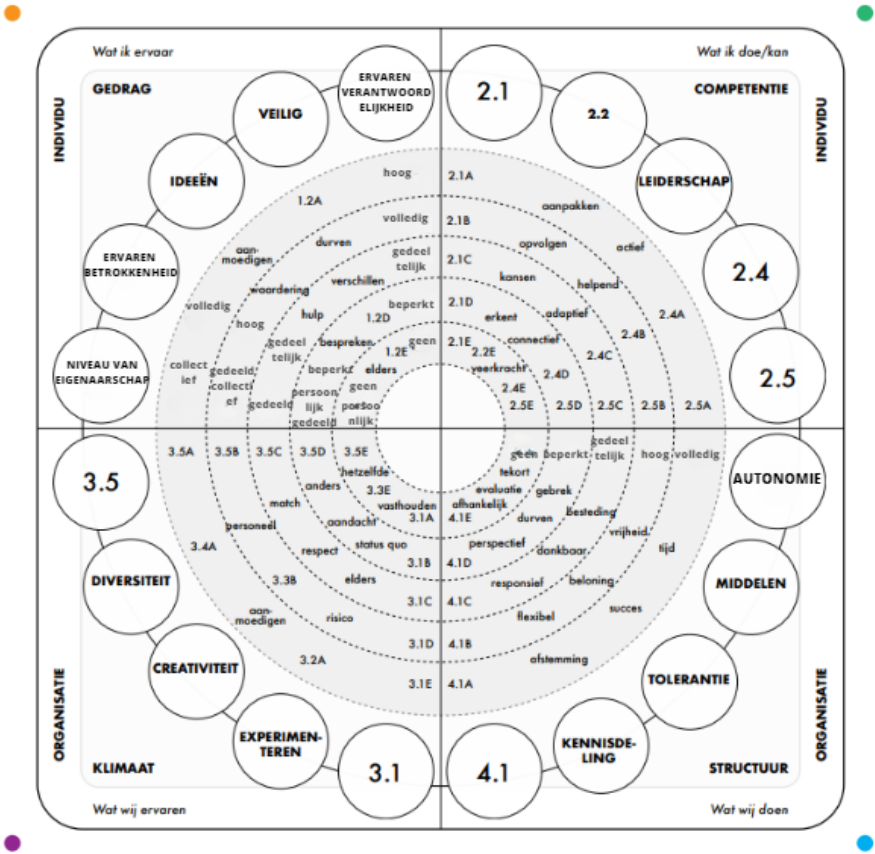 Wat ik ervaar
Wat ik doe/kan
GEDRAG
COMPETENTIE
INDIVIDU
INDIVIDU
ERVAREN
VERANTWOORD
ELIJKHEID
2.1
VEILIG
2.2
IDEEËN
LEIDERSCHAP
ERVAREN
BETROKKENHEID
2.4
NIVEAU VAN
EIGENAARSCHAP
2.5
hoog
2.1A
1.2A
aanpakken
volledig
2.1B
durven
opvolgen
actief
aan-
moedigen
gedeel
telijk
2.1C
verschillen
kansen
waardering
helpend
volledig
beperkt
2.1D
hulp
1.2D
erkent
adaptief
2.4A
hoog
2.4B
gedeel
telijk
bespreken
geen
2.1E
connectief
1.2E
2.2E
2.4C
collect
ief
gedeeld
collecti
ef
beperkt
elders
veerkracht
2.4D
geen
2.4E
gedeeld
persoon
lijk
gedeeld
persoo
nlijk
2.5E
2.5D
2.5C
2.5B
2.5A
3.5A
3.5B
3.5C
3.5D
3.5E
geen
beperkt
gedeel
telijk
hoog
volledig
3.5
AUTONOMIE
hetzelfde
tekort
anders
3.3E
evaluatie
gebrek
match
vasthouden
afhankelijk
besteding
personeel
aandacht
3.1A
4.1E
durven
vrijheid
3.4A
respect
status quo
perspectief
dankbaar
tijd
3.1B
4.1D
3.3B
elders
responsief
beloning
3.1C
4.1C
aan-
moedigen
risico
flexibel
succes
3.1D
4.1B
3.2A
afstemming
3.1E
4.1A
DIVERSITEIT
MIDDELEN
CREATIVITEIT
TOLERANTIE
EXPERIMEN-
TEREN
3.1
4.1
KENNISDE-
LING
ORGANISATIE
ORGANISATIE
KLIMAAT
STRUCTUUR
Wat wij ervaren
Wat wij doen